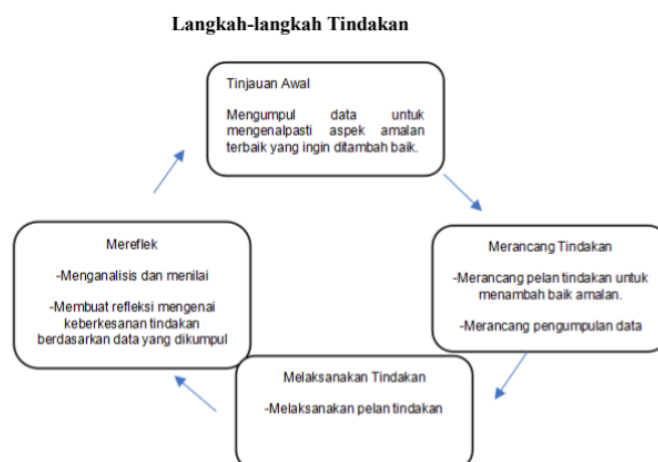 Langkah-langkah Tindakan
Tinjauan Awal
Mengumpul data untuk
mengenalpasti aspek amalan
terbaik yang ingin ditambah baik.
Merancang Tindakan
-Merancang pelan tindakan untuk
menambah baik amalan.
-Merancang pengumpulan data
Melaksanakan Tindakan
-Melaksanakan pelan tindakan
Mereflek
-Menganalisis dan menilai
-Membuat refleksi mengenai
keberkesanan tindakan
berdasarkan data yang dikumpul